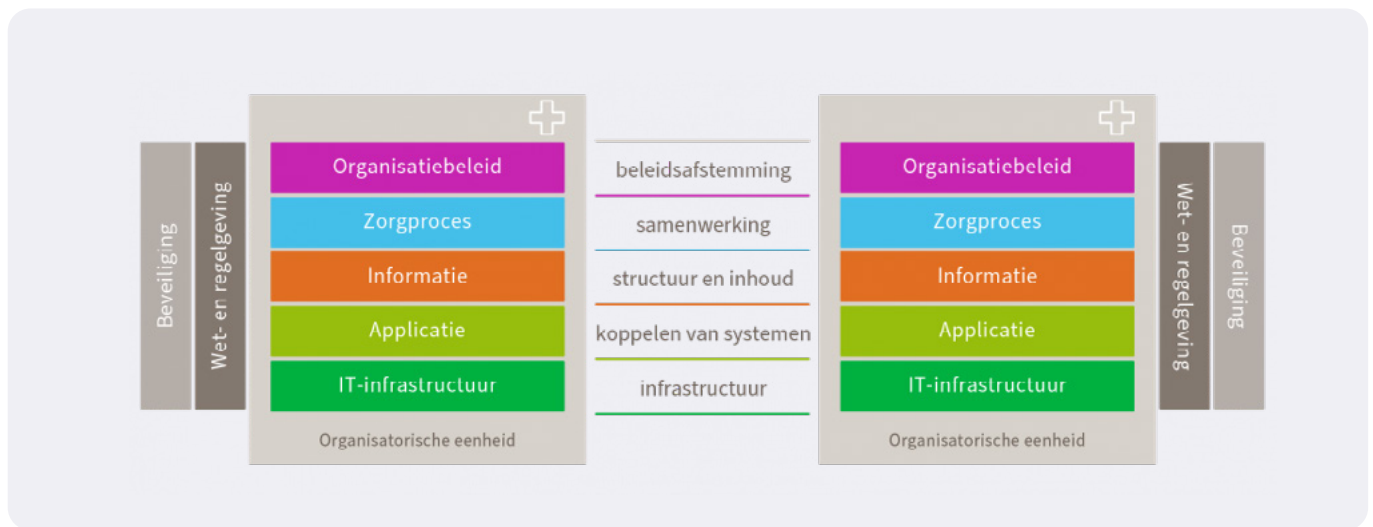 Beveiliging
Wet- en regelgeving
Organisatiebeleid
Zorgproces
Informatie
Applicatie
IT-infrastructuur
Organisatorische eenheid
beleidsafstemming
samenwerking
structuur en inhoud
koppelen van systemen
infrastructuur
Organisatiebeleid
Zorgproces
Informatie
Applicatie
IT-infrastructuur
Organisatorische eenheid
Wet- en regelgeving
Beveiliging